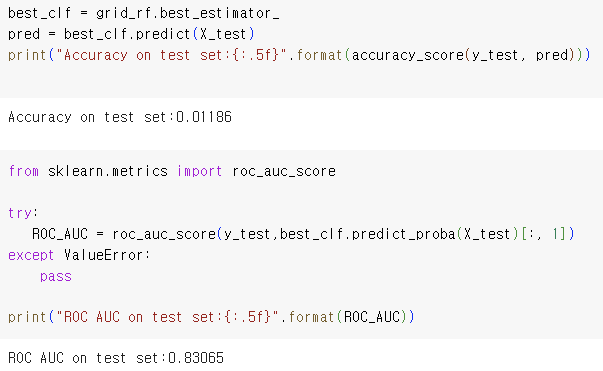 best_clf = grid_rf.best_estimator_
pred = best_clf.predict(X_test)
print("Accuracy on test set:{:.5f}".format(accuracy_score(y_test, pred)))
Accuracy on test set:0.01186
from sklearn.metrics import roc_auc_score
try:
ROC_AUC = roc_auc_score(y_test,best_clf.predict_proba(X_test)[:, 1])
except ValueError:
pass
print("ROC AUC on test set:{:.5f}".format(ROC_AUC))
ROC AUC on test set:0.83065